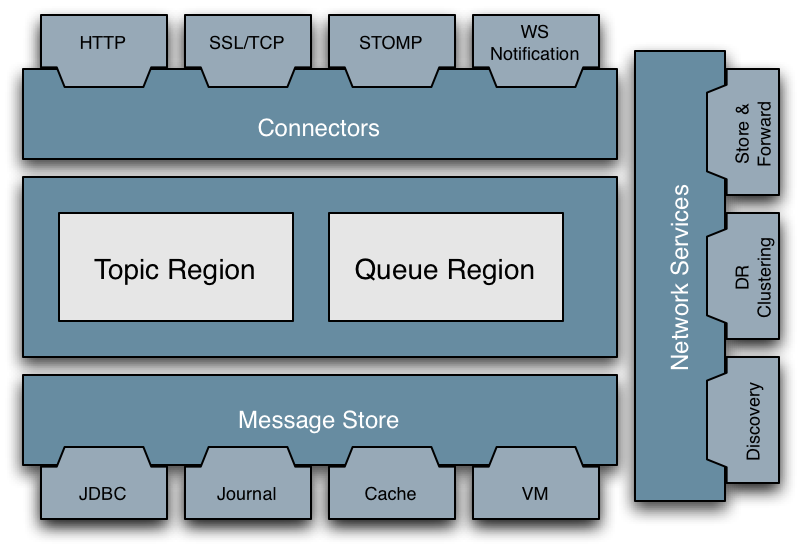 HTTP
SSL/TCP
STOMP
WS
Notification
Connectors
Topic Region
Queue Region
Message Store
JDBC
Journal
Cache
VM
Network Services
Store &
Forward
DR
Clustering
Discovery